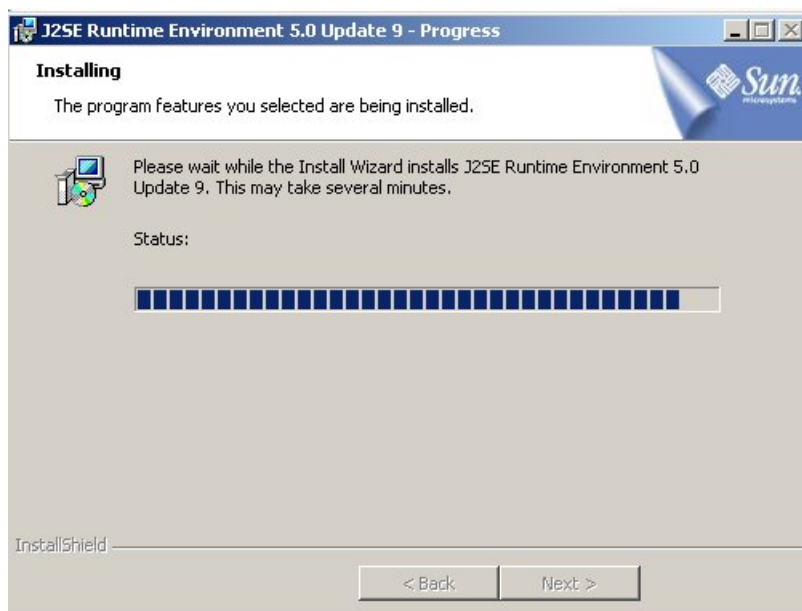 J2SE Runtime Environment 5.0 Update 9 - Progress
Installing
The program features you selected are being installed.
Sun
microsystems
Please wait while the Install Wizard installs J2SE Runtime Environment 5.0
Update 9. This may take several minutes.
Status:
InstallShield
< Back
Next >